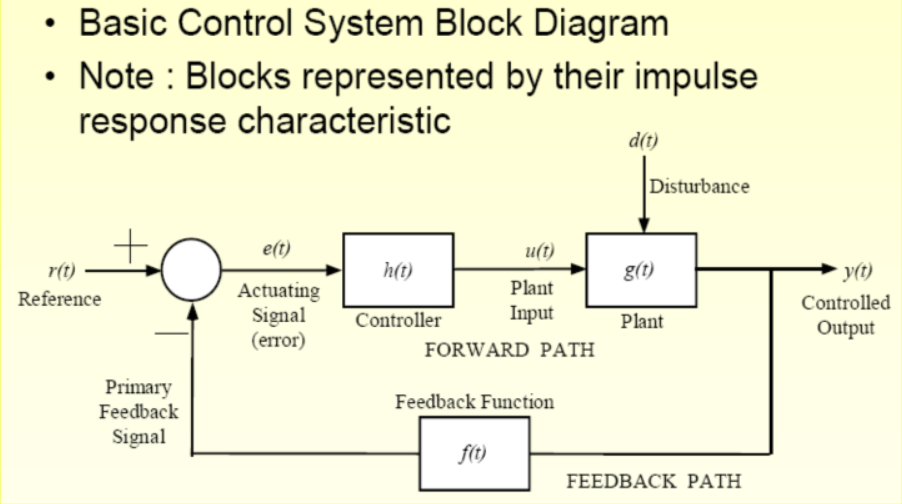 • Basic Control System Block Diagram
• Note : Blocks represented by their impulse
response characteristic
d(t)
Disturbance
+
r(t)
Reference
e(t)
Actuating
Signal
(error)
h(t)
Controller
u(t)
Plant
Input
g(t)
Plant
y(t)
Controlled
Output
FORWARD PATH
—
Primary
Feedback
Signal
Feedback Function
f(t)
FEEDBACK PATH